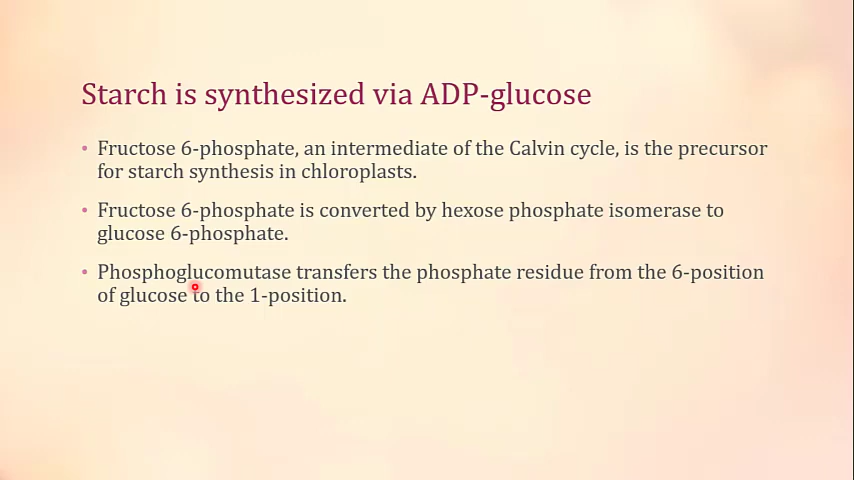 Starch is synthesized via ADP-glucose
• Fructose 6-phosphate, an intermediate of the Calvin cycle, is the precursor
for starch synthesis in chloroplasts.
• Fructose 6-phosphate is converted by hexose phosphate isomerase to
glucose 6-phosphate.
• Phosphoglucomutase transfers the phosphate residue from the 6-position
of glucose to the 1-position.